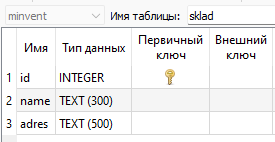 minvent Имя таблицы: sklad
Имя Тип данных Первичный ключ Внешний ключ
1 id INTEGER
2 name TEXT (300)
3 adres TEXT (500)